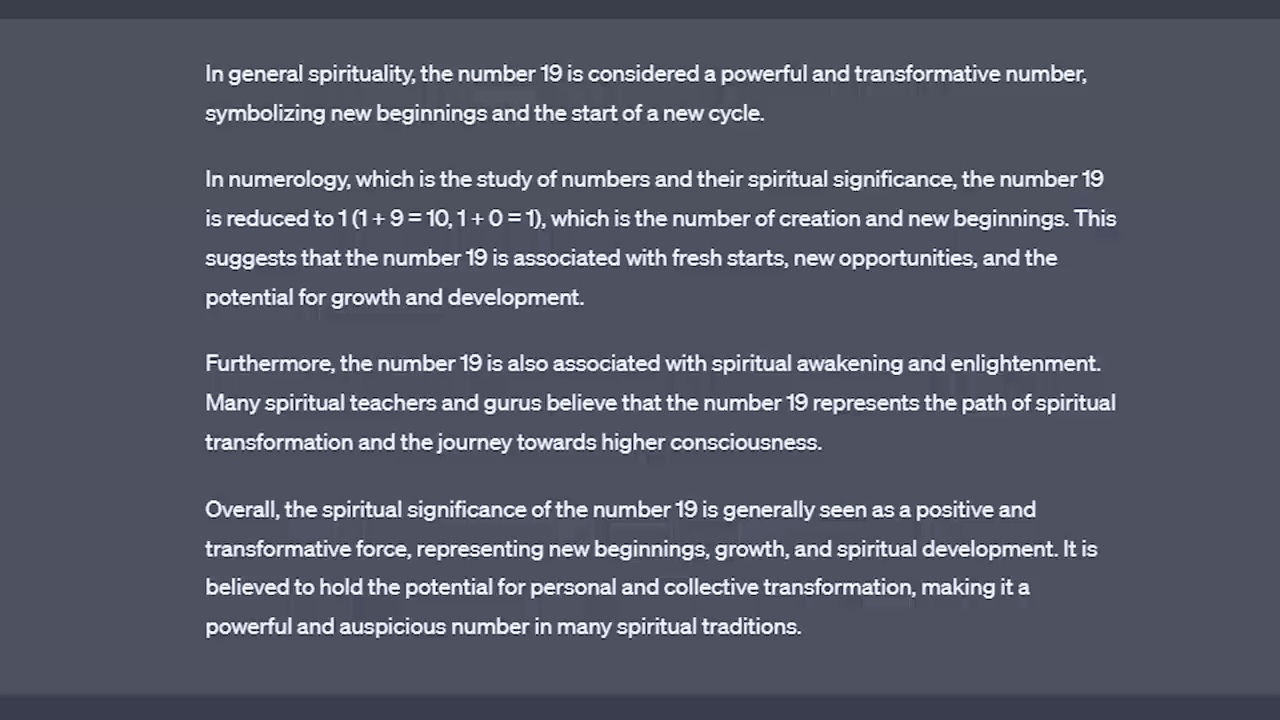 In general spirituality, the number 19 is considered a powerful and transformative number,
symbolizing new beginnings and the start of a new cycle.
In numerology, which is the study of numbers and their spiritual significance, the number 19
is reduced to 1 (1 + 9 = 10, 1 + 0 = 1), which is the number of creation and new beginnings. This
suggests that the number 19 is associated with fresh starts, new opportunities, and the
potential for growth and development.
Furthermore, the number 19 is also associated with spiritual awakening and enlightenment.
Many spiritual teachers and gurus believe that the number 19 represents the path of spiritual
transformation and the journey towards higher consciousness.
Overall, the spiritual significance of the number 19 is generally seen as a positive and
transformative force, representing new beginnings, growth, and spiritual development. It is
believed to hold the potential for personal and collective transformation, making it a
powerful and auspicious number in many spiritual traditions.